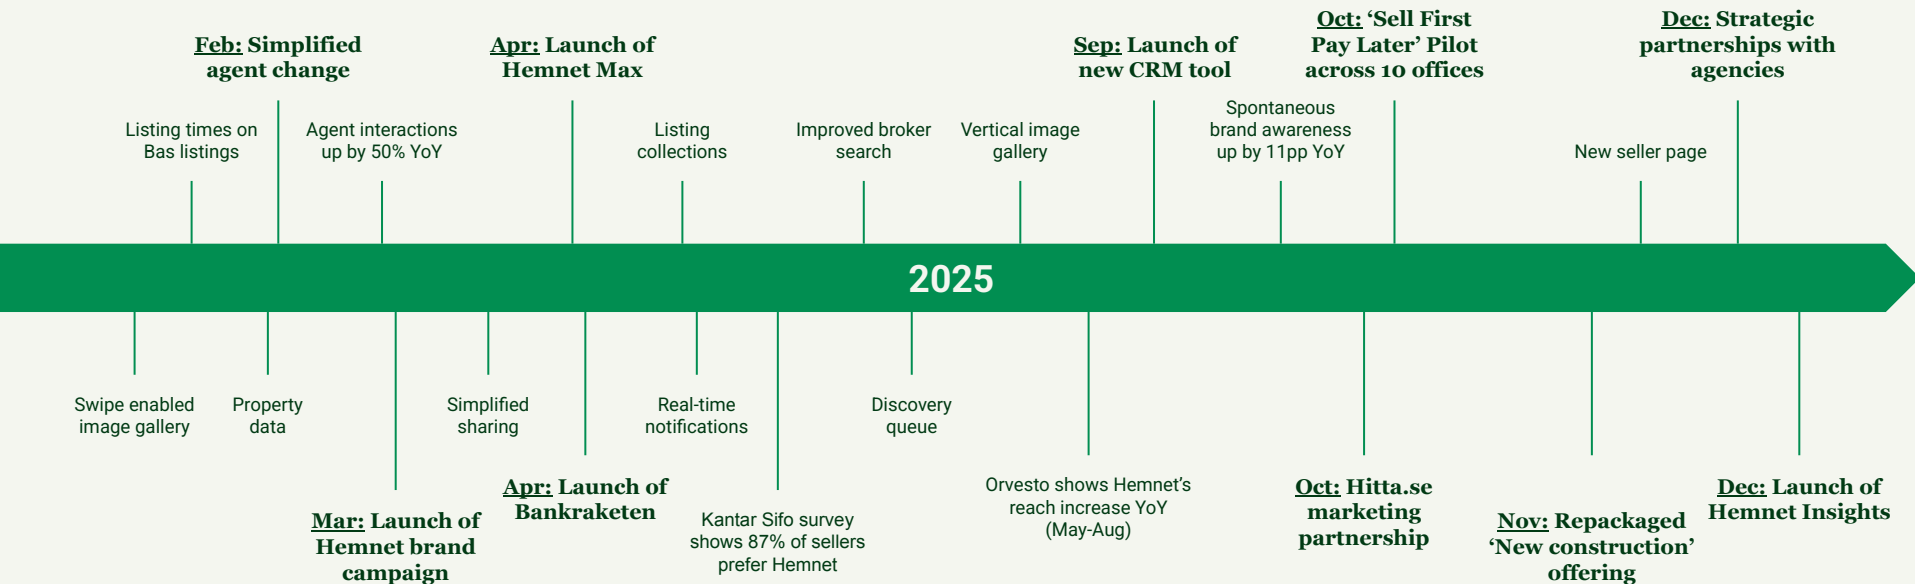 Feb: Simplified
agent change
Apr: Launch of
Hemnet Max
Sep: Launch of
new CRM tool
Oct: ‘Sell First
Pay Later’ Pilot
across 10 offices
Dec: Strategic
partnerships with
agencies
Listing times on
Bas listings
Agent interactions
up by 50% YoY
Listing
collections
Improved broker
search
Vertical image
gallery
Spontaneous
brand awareness
up by 11pp YoY
New seller page
2025
Swipe enabled
image gallery
Property
data
Mar: Launch of
Hemnet brand
campaign
Simplified
sharing
Apr: Launch of
Bankraketen
Real-time
notifications
Kantar Sifo survey
shows 87% of sellers
prefer Hemnet
Discovery
queue
Orvesto shows Hemnet’s
reach increase YoY
(May-Aug)
Oct: Hitta.se
marketing
partnership
Nov: Repackaged
‘New construction’
offering
Dec: Launch of
Hemnet Insights